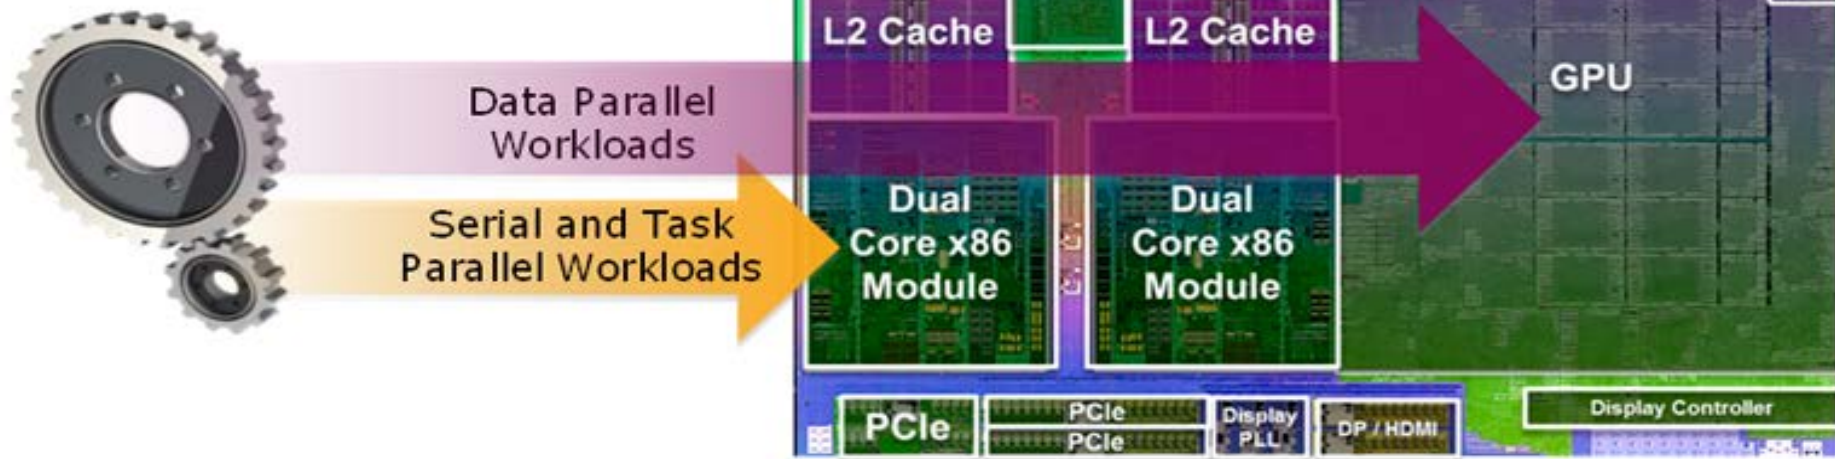 L2 Cache
L2 Cache
GPU
Data Parallel
Workloads
Serial and Task
Parallel Workloads
Dual
Core x86
Module
Dual
Core x86
Module
PCIe
PCIe
PCIe
Display
PLL
DP / HDMI
Display Controller